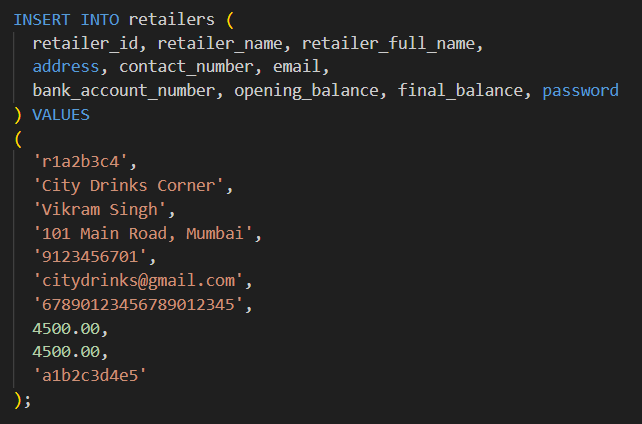 INSERT INTO retailers (
retailer_id, retailer_name, retailer_full_name,
address, contact_number, email,
bank_account_number, opening_balance, final_balance, password
) VALUES
(
'r1a2b3c4',
'City Drinks Corner',
'Vikram Singh',
'101 Main Road, Mumbai',
'9123456701',
'citydrinks@gmail.com',
'67890123456789012345',
4500.00,
4500.00,
'a1b2c3d4e5'
);